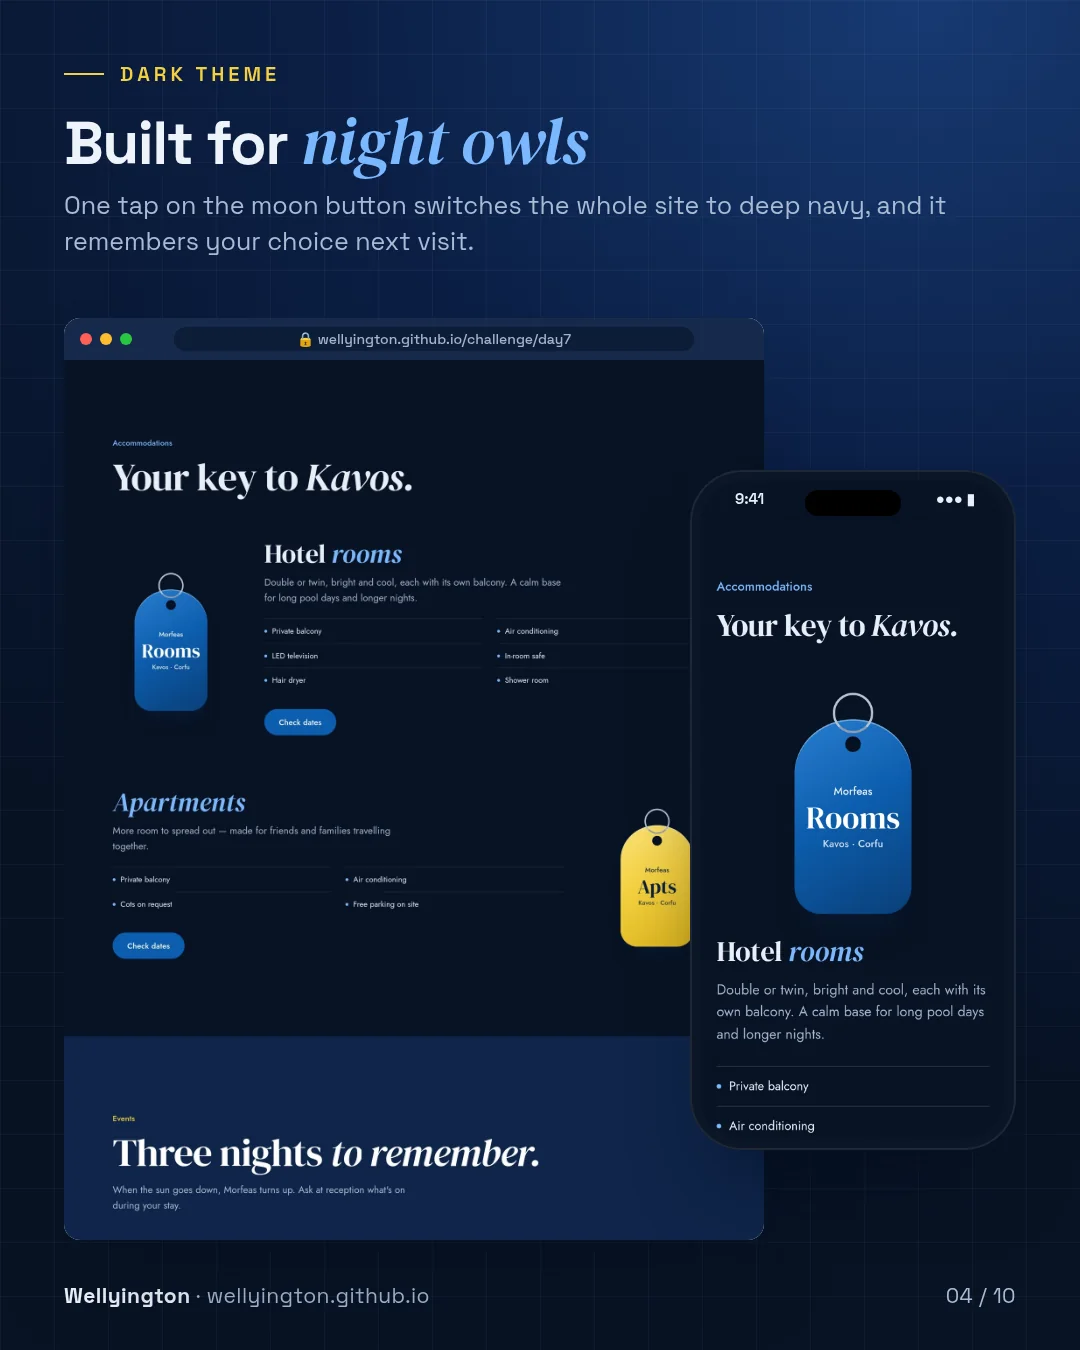 DARK THEME
Built for night owls
One tap on the moon button switches the whole site to deep navy, and it
remembers your choice next visit.
wellyington.github.io/challenge/day7
Accommodations
Your key to Kavos.
Morfeas
Rooms
Kavos · Corfu
Hotel rooms
Double or twin, bright and cool, each with its own balcony. A calm base
for long pool days and longer nights.
Private balcony
Air conditioning
LED television
In-room safe
Hair dryer
Shower room
Check dates
Apartments
More room to spread out — made for friends and families travelling
together.
Private balcony
Air conditioning
Cots on request
Free parking on site
Check dates
Morfeas
Apts
Kavos · Corfu
Events
Three nights to remember.
When the sun goes down, Morfeas turns up. Ask at reception what's on
during your stay.
9:41
Accommodations
Your key to Kavos.
Morfeas
Rooms
Kavos · Corfu
Hotel rooms
Double or twin, bright and cool, each with its
own balcony. A calm base for long pool days
and longer nights.
Private balcony
Air conditioning
Wellyington · wellyington.github.io
04 / 10